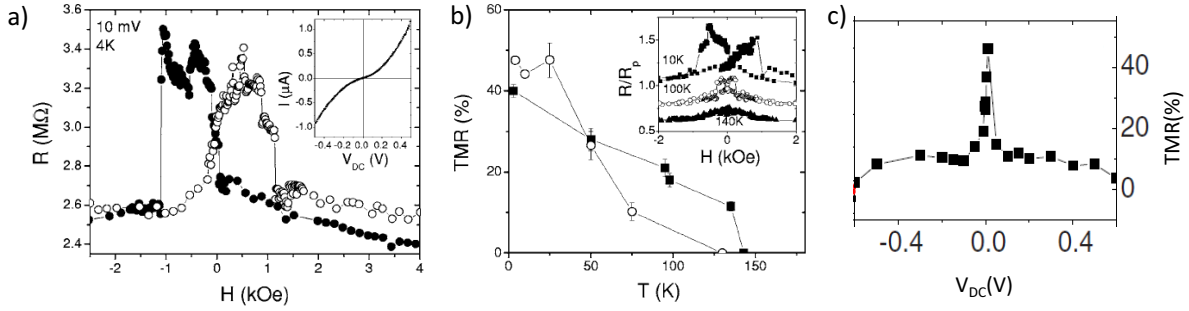 a)
10 mV
4K
R (MΩ)
3.6
3.4
3.2
3.0
2.8
2.6
2.4
-2 -1 0 1 2 3 4
H (kOe)
I (μA)
1.0
0.5
0.0
-0.5
-1.0
-0.4 -0.2 0.0 0.2 0.4
V_DC (V)
b)
TMR (%)
60
40
20
0
0 50 100 150
T (K)
R/R_p
1.5
1.0
0.5
10K
100K
140K
-2 0 2
H (kOe)
c)
40
20
0
TMR(%)
-0.4 0.0 0.4
V_DC(V)